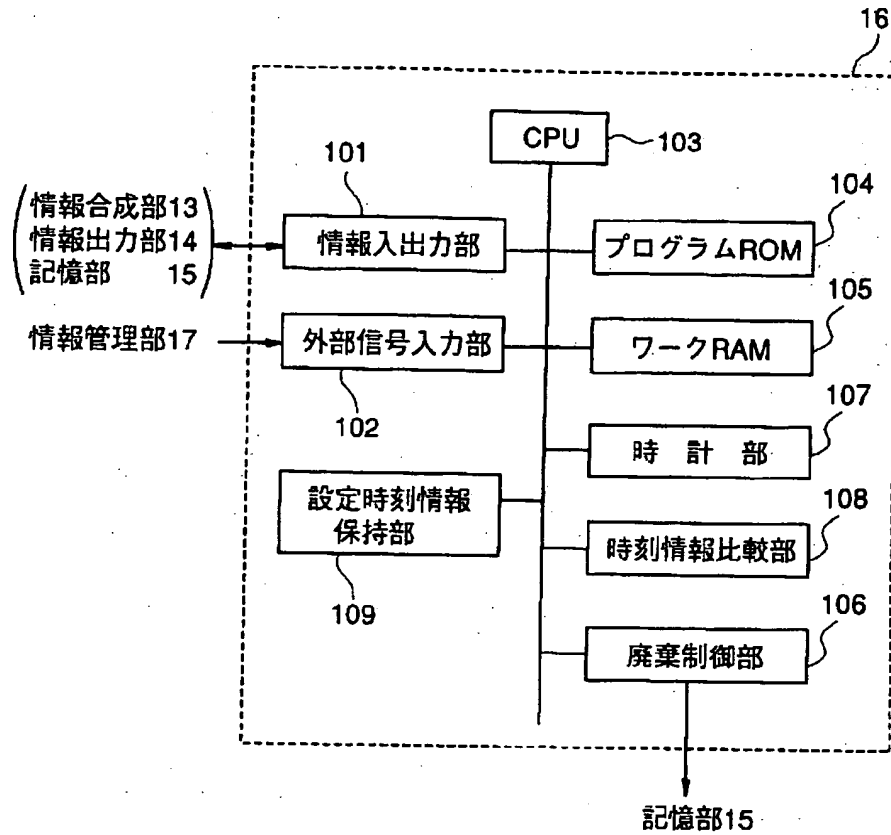 16
CPU
103
101
情報合成部13
情報出力部14
記憶部 15
情報入出力部
プログラムROM
104
情報管理部17
外部信号入力部
102
ワークRAM
105
時 計 部
107
設定時刻情報
保持部
109
時刻情報比較部
108
廃棄制御部
106
記憶部15